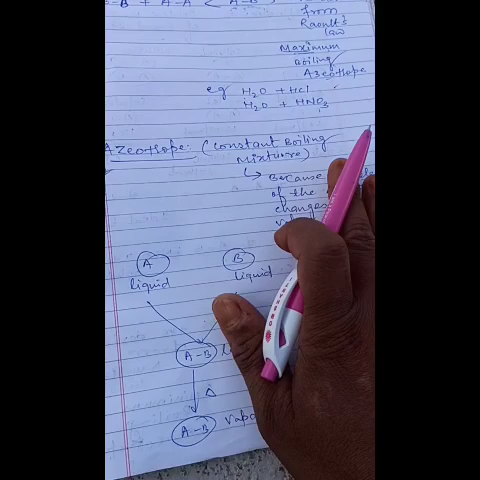 B-B + A-A < A-B
from
Raoult's
law
Maximum
Boiling
Azeotrope
eg H2O + HCl
H2O + HNO3
Azeotrope: (Constant Boiling
Mixture)
↳ Because
of the
changes
A B
liquid liquid
A-B
Δ
A-B